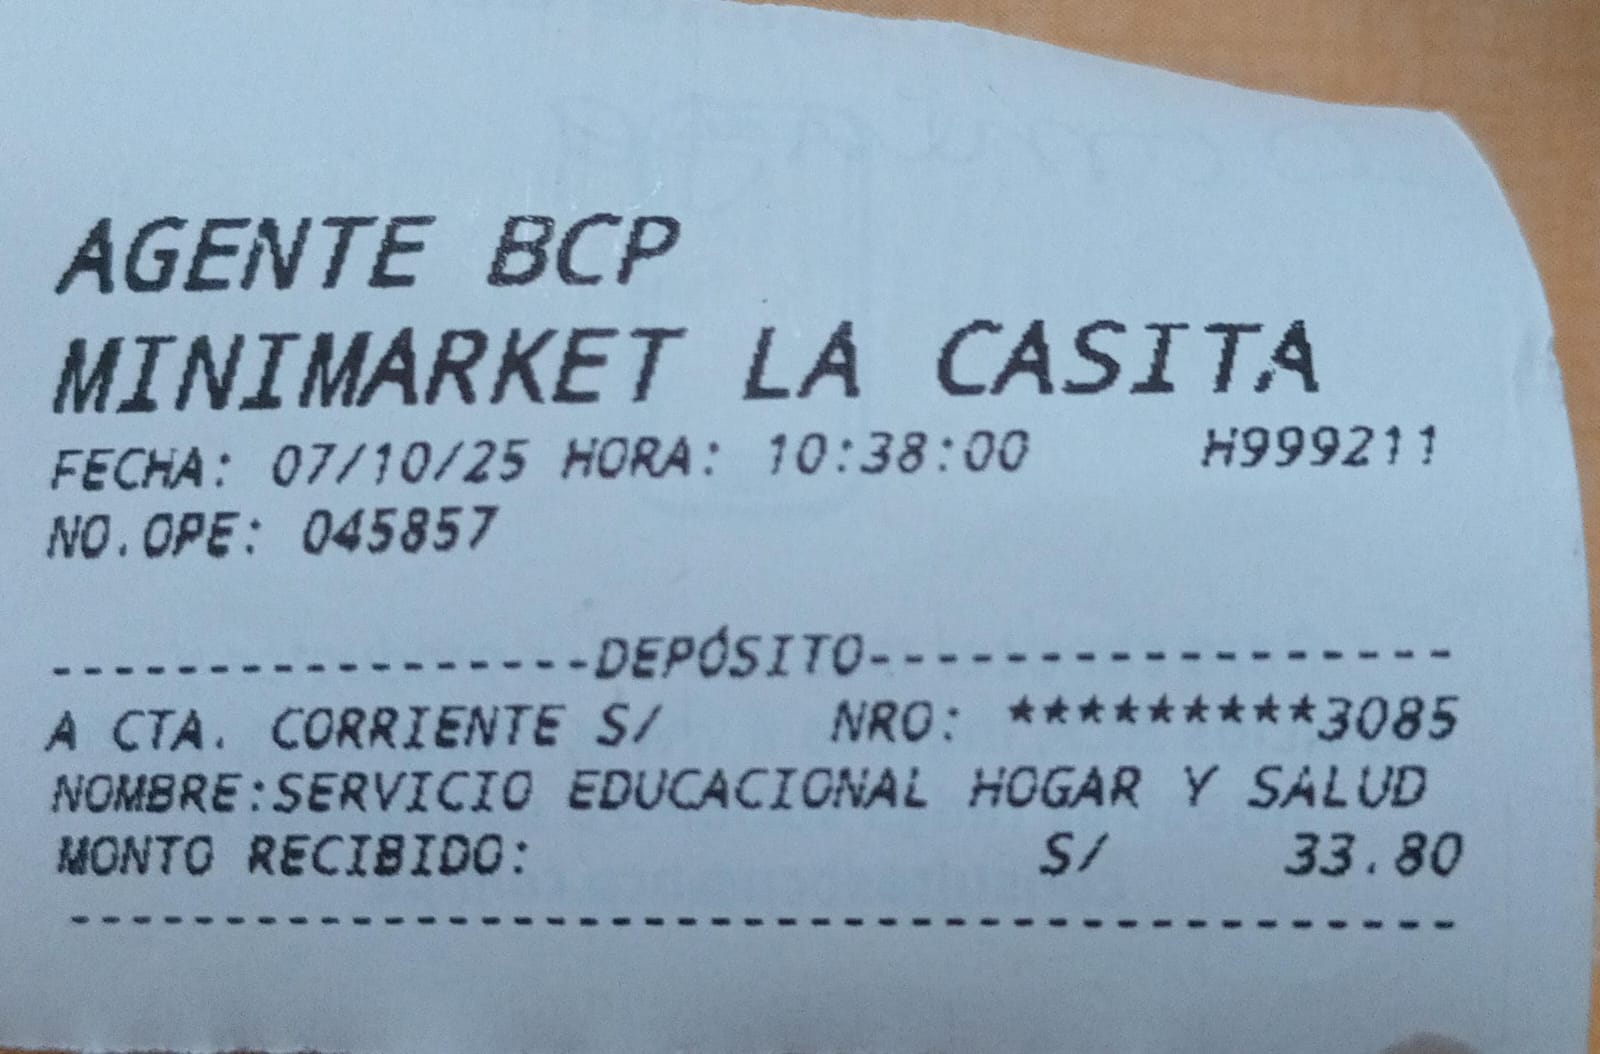 AGENTE BCP
MINIMARKET LA CASITA
FECHA: 07/10/25 HORA: 10:38:00 H999211
NO.OPE: 045857
-----------------DEPÓSITO-----------------
A CTA. CORRIENTE S/ NRO: *********3085
NOMBRE:SERVICIO EDUCACIONAL HOGAR Y SALUD
MONTO RECIBIDO: S/ 33.80
-----------------------------------------